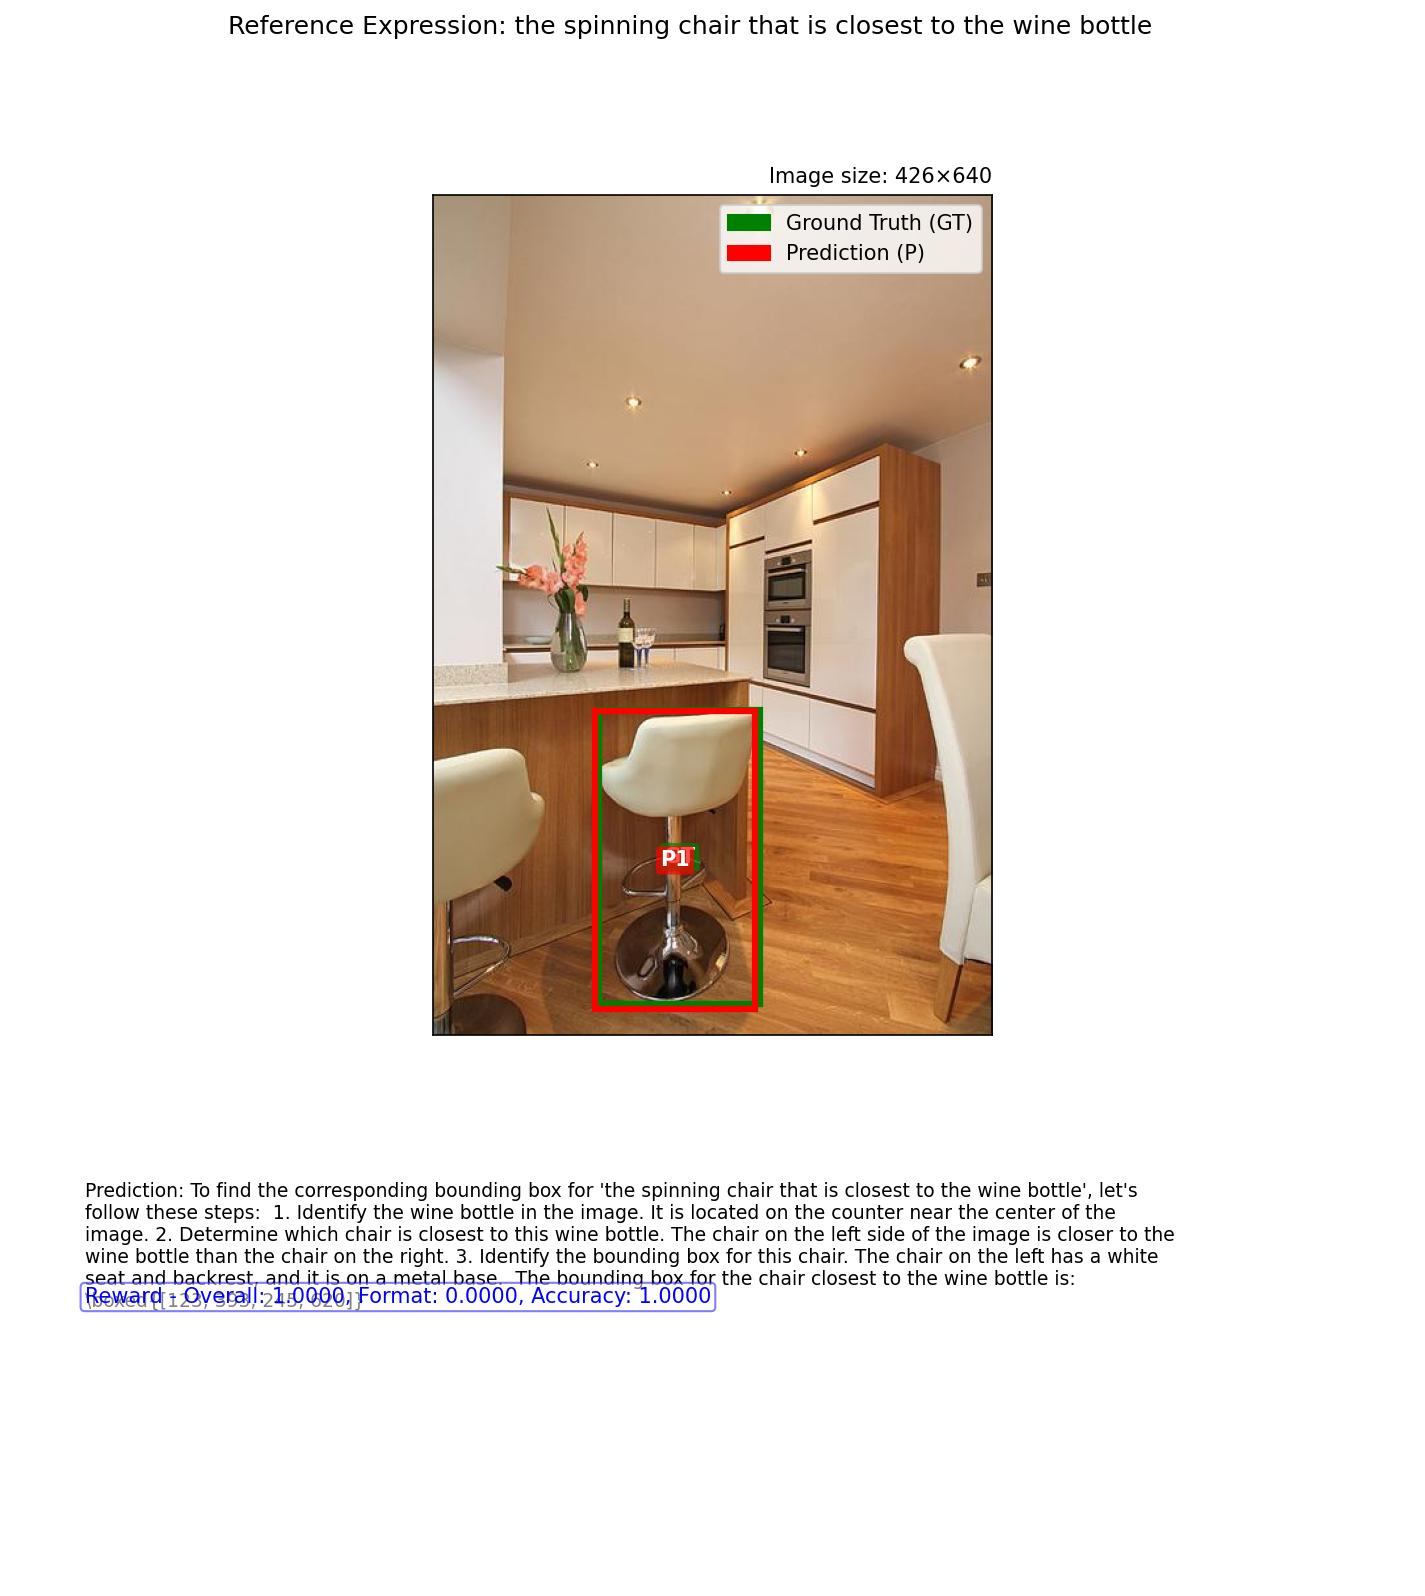 Reference Expression: the spinning chair that is closest to the wine bottle
Image size: 426×640
Ground Truth (GT)
Prediction (P)
P1
Prediction: To find the corresponding bounding box for 'the spinning chair that is closest to the wine bottle', let's
follow these steps:  1. Identify the wine bottle in the image. It is located on the counter near the center of the
image. 2. Determine which chair is closest to this wine bottle. The chair on the left side of the image is closer to the
wine bottle than the chair on the right. 3. Identify the bounding box for this chair. The chair on the left has a white
seat and backrest, and it is on a metal base.  The bounding box for the chair closest to the wine bottle is:
\boxed{[123, 393, 245, 620]}
Reward - Overall: 1.0000, Format: 0.0000, Accuracy: 1.0000